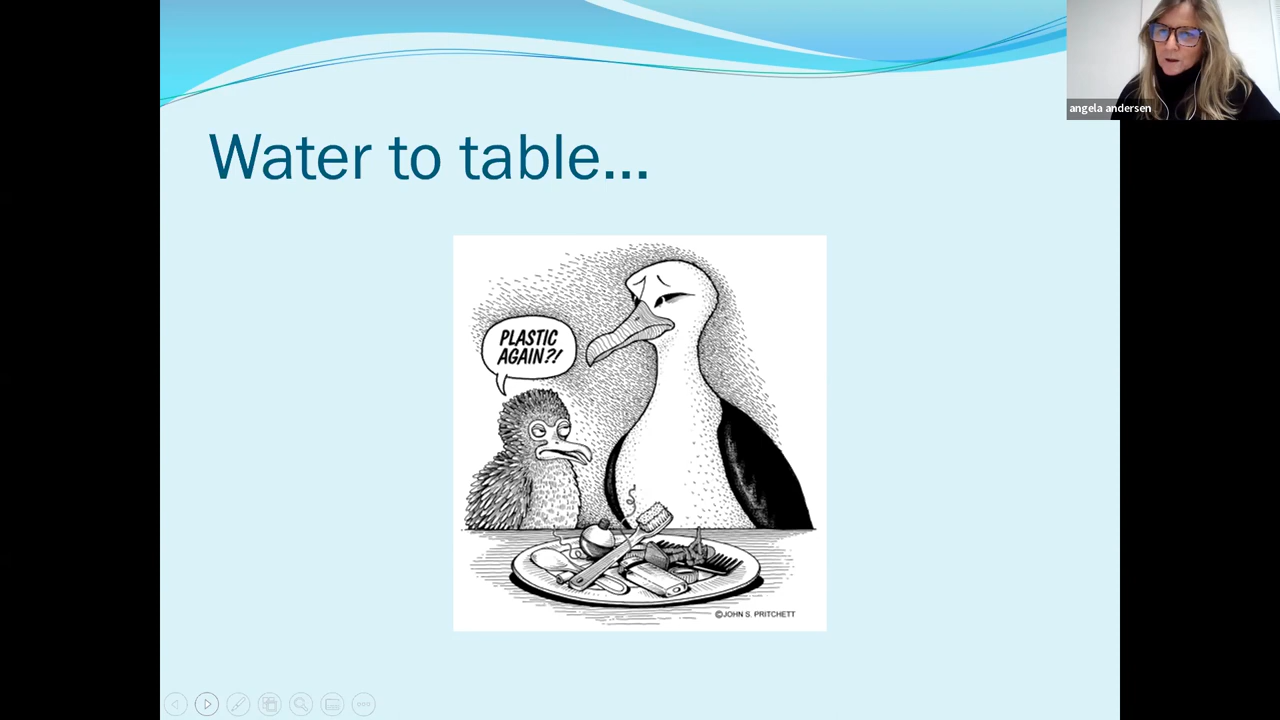 Water to table...
PLASTIC
AGAIN?!
©JOHN S. PRITCHETT
angela andersen